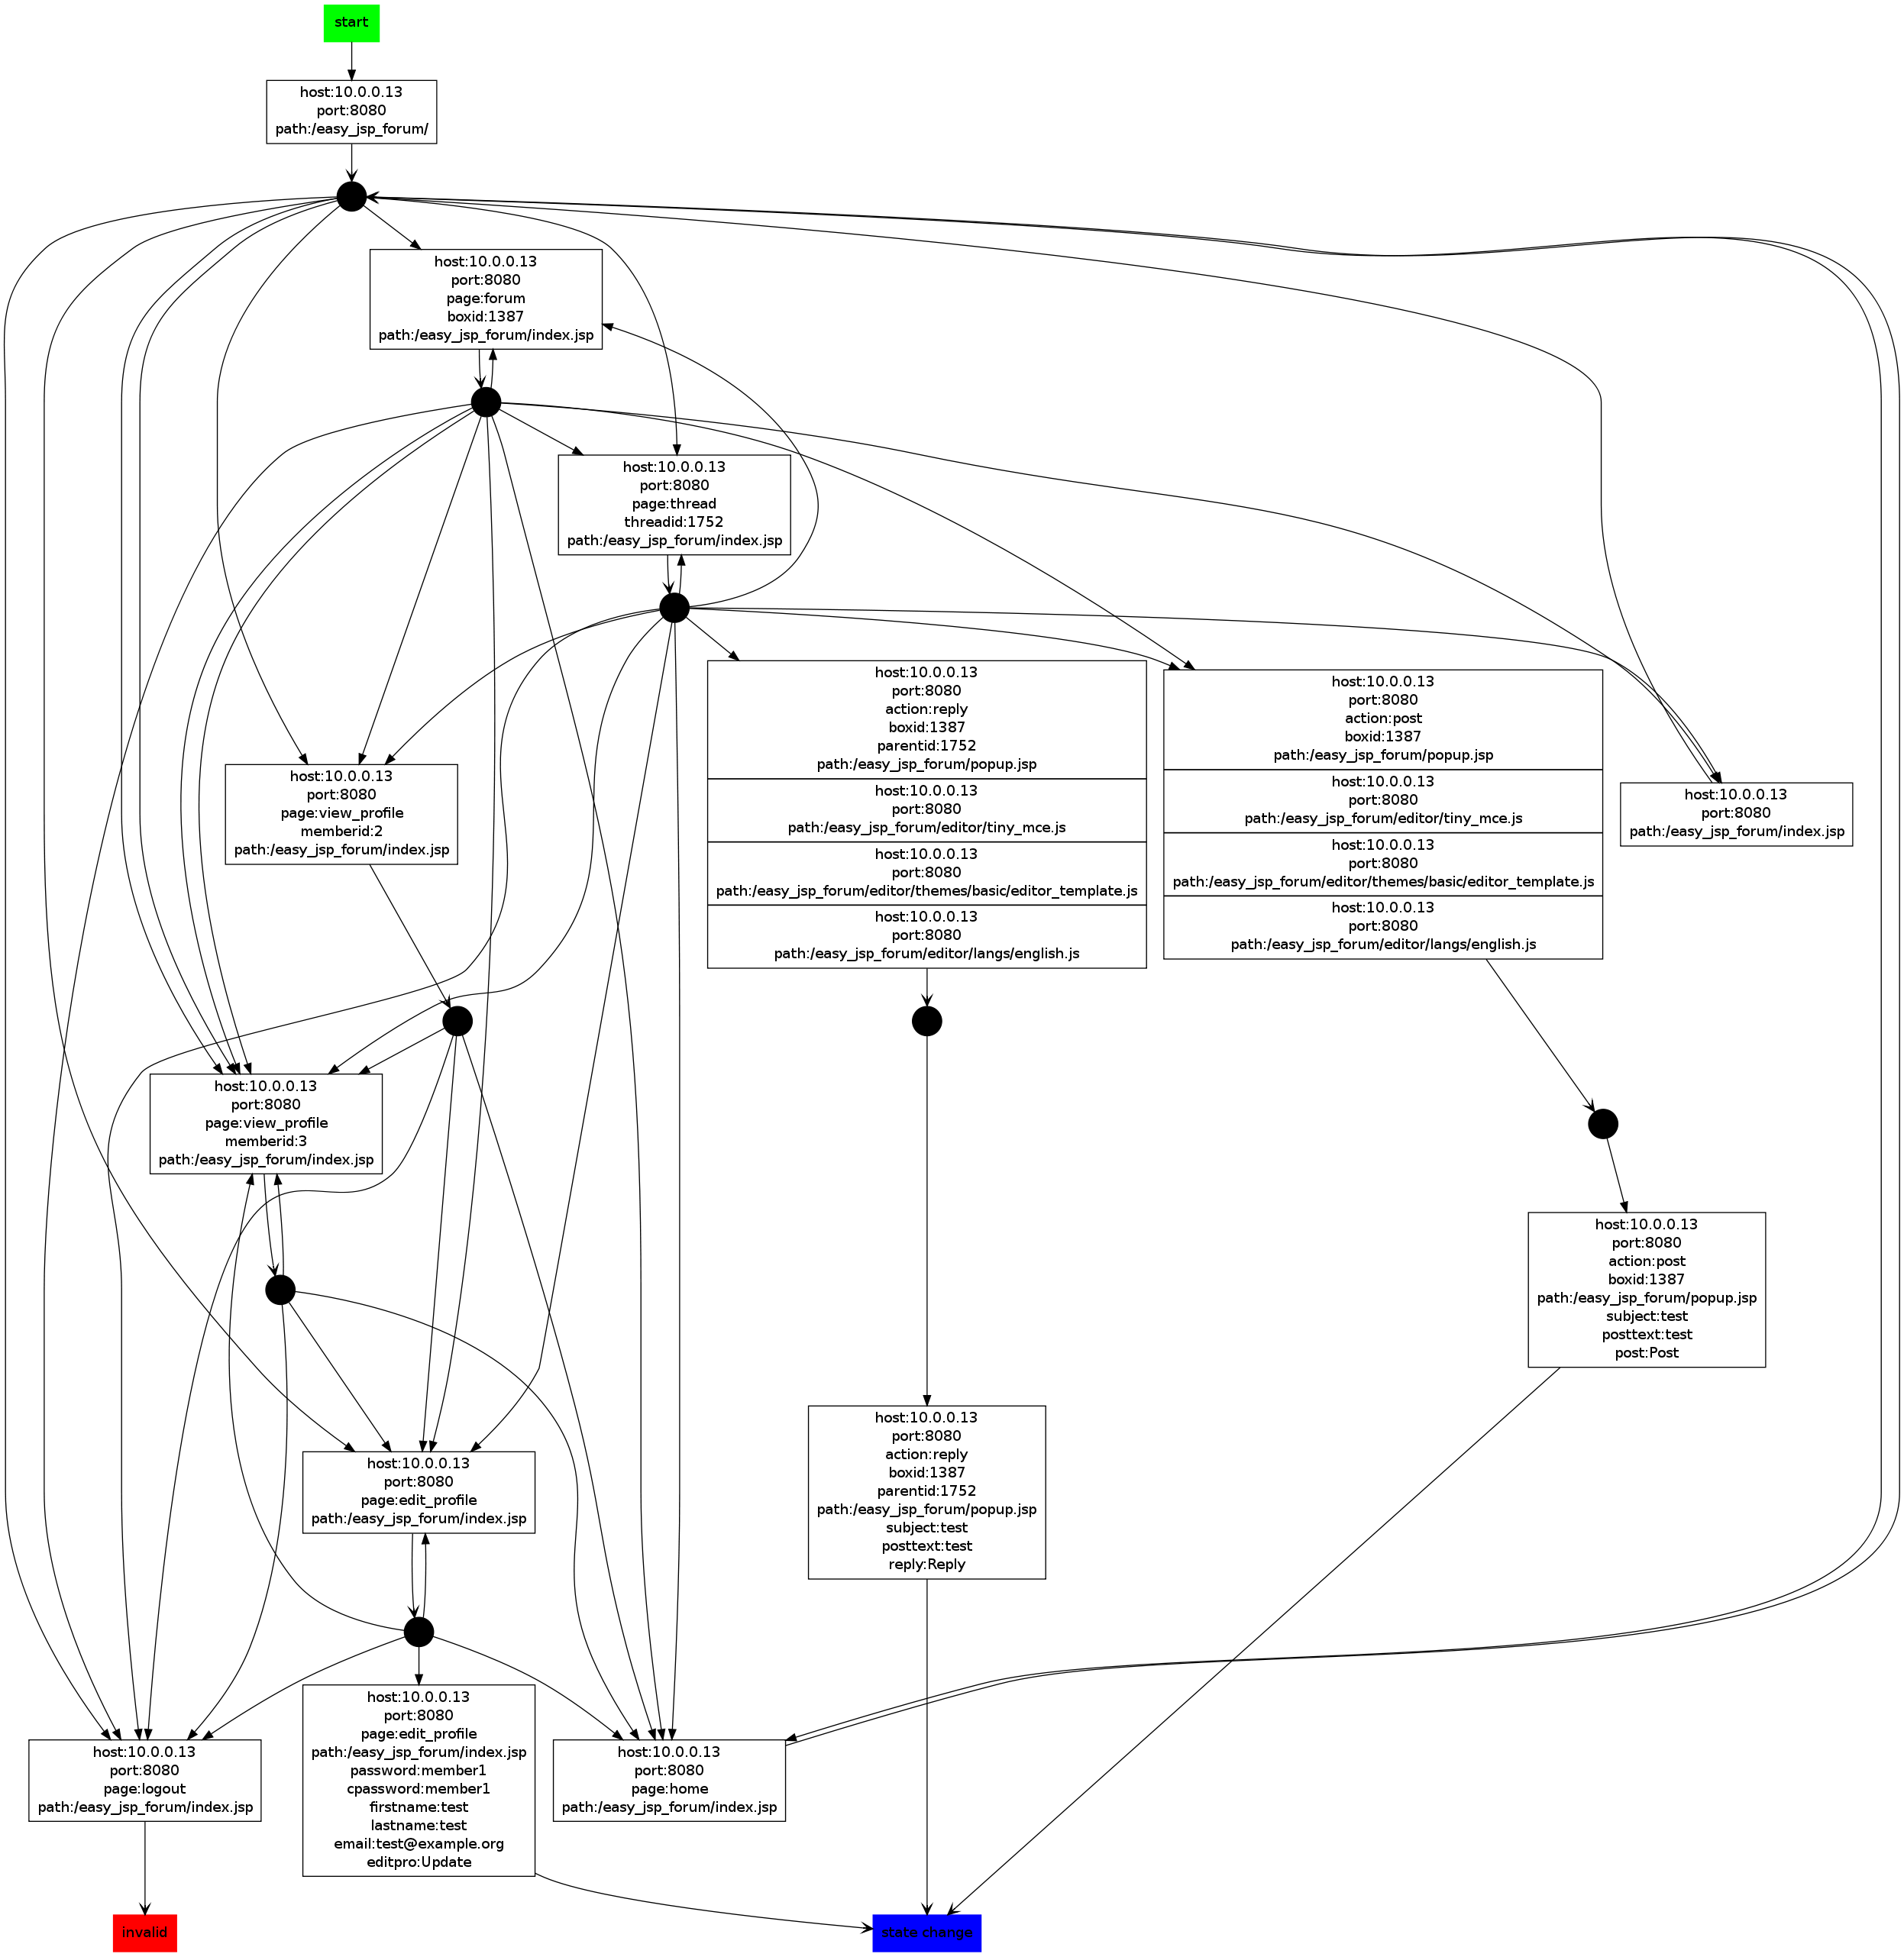 start
host:10.0.0.13
port:8080
path:/easy_jsp_forum/
host:10.0.0.13
port:8080
page:forum
boxid:1387
path:/easy_jsp_forum/index.jsp
host:10.0.0.13
port:8080
page:thread
threadid:1752
path:/easy_jsp_forum/index.jsp
host:10.0.0.13
port:8080
action:reply
boxid:1387
parentid:1752
path:/easy_jsp_forum/popup.jsp
host:10.0.0.13
port:8080
path:/easy_jsp_forum/editor/tiny_mce.js
host:10.0.0.13
port:8080
path:/easy_jsp_forum/editor/themes/basic/editor_template.js
host:10.0.0.13
port:8080
path:/easy_jsp_forum/editor/langs/english.js
host:10.0.0.13
port:8080
action:post
boxid:1387
path:/easy_jsp_forum/popup.jsp
host:10.0.0.13
port:8080
path:/easy_jsp_forum/editor/tiny_mce.js
host:10.0.0.13
port:8080
path:/easy_jsp_forum/editor/themes/basic/editor_template.js
host:10.0.0.13
port:8080
path:/easy_jsp_forum/editor/langs/english.js
host:10.0.0.13
port:8080
path:/easy_jsp_forum/index.jsp
host:10.0.0.13
port:8080
page:view_profile
memberid:2
path:/easy_jsp_forum/index.jsp
host:10.0.0.13
port:8080
page:view_profile
memberid:3
path:/easy_jsp_forum/index.jsp
host:10.0.0.13
port:8080
action:post
boxid:1387
path:/easy_jsp_forum/popup.jsp
subject:test
posttext:test
post:Post
host:10.0.0.13
port:8080
action:reply
boxid:1387
parentid:1752
path:/easy_jsp_forum/popup.jsp
subject:test
posttext:test
reply:Reply
host:10.0.0.13
port:8080
page:edit_profile
path:/easy_jsp_forum/index.jsp
host:10.0.0.13
port:8080
page:logout
path:/easy_jsp_forum/index.jsp
host:10.0.0.13
port:8080
page:edit_profile
path:/easy_jsp_forum/index.jsp
password:member1
cpassword:member1
firstname:test
lastname:test
email:test@example.org
editpro:Update
host:10.0.0.13
port:8080
page:home
path:/easy_jsp_forum/index.jsp
invalid
state change